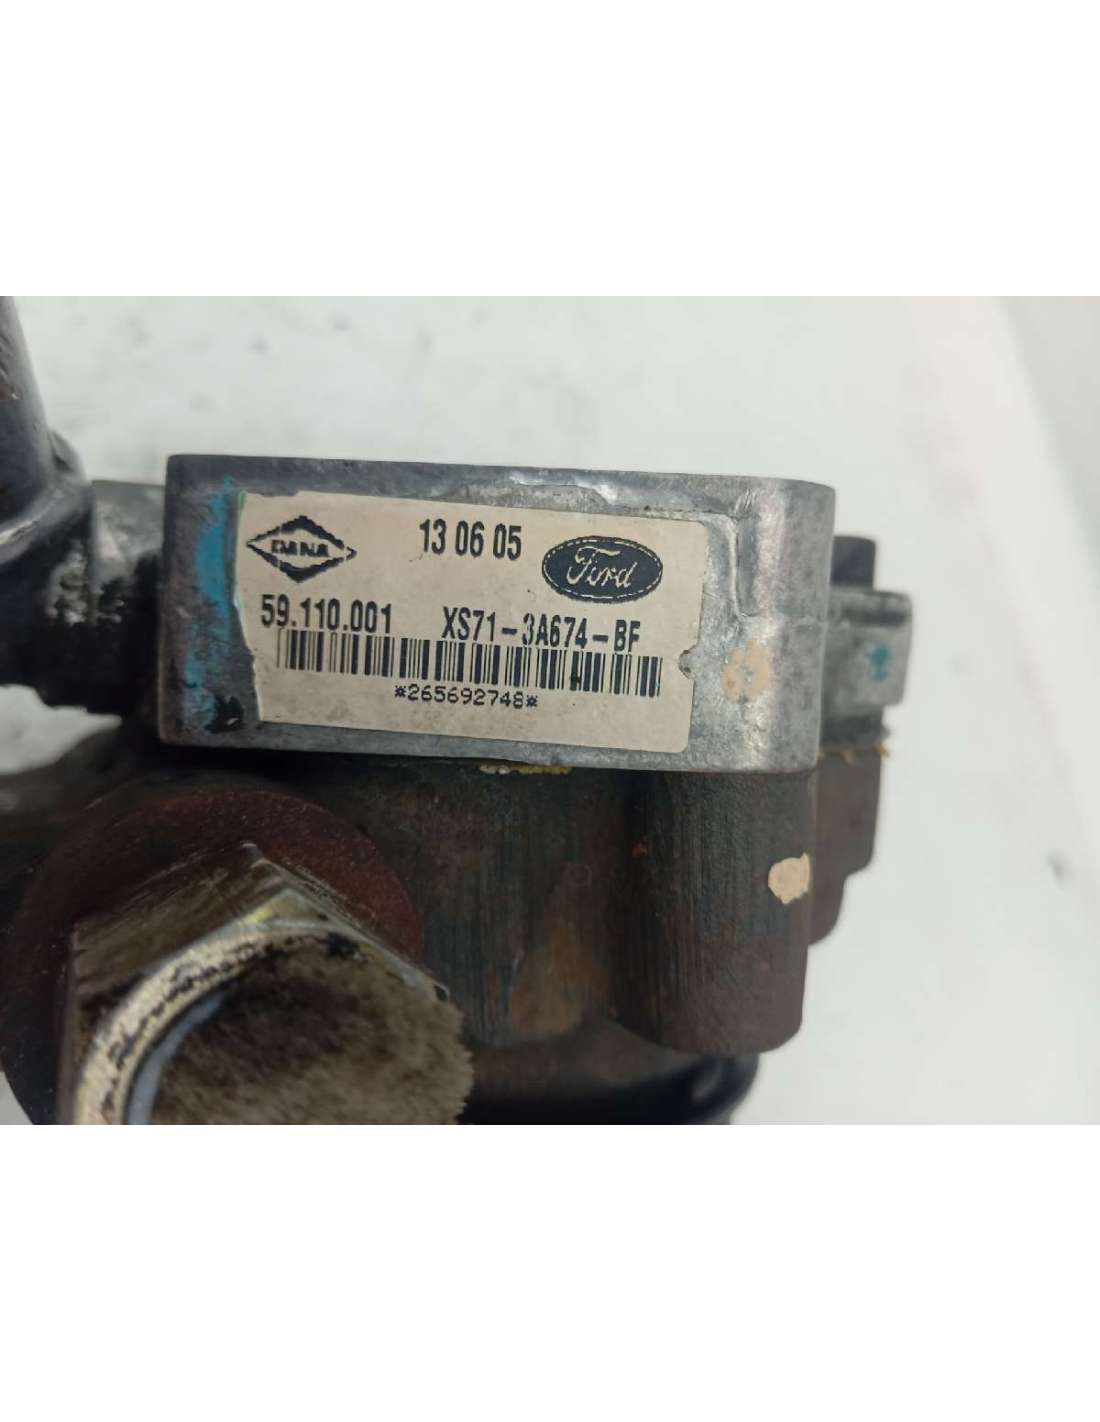 DANA
13 06 05
Ford
59.110.001 XS71-3A674-BF
*265692748*